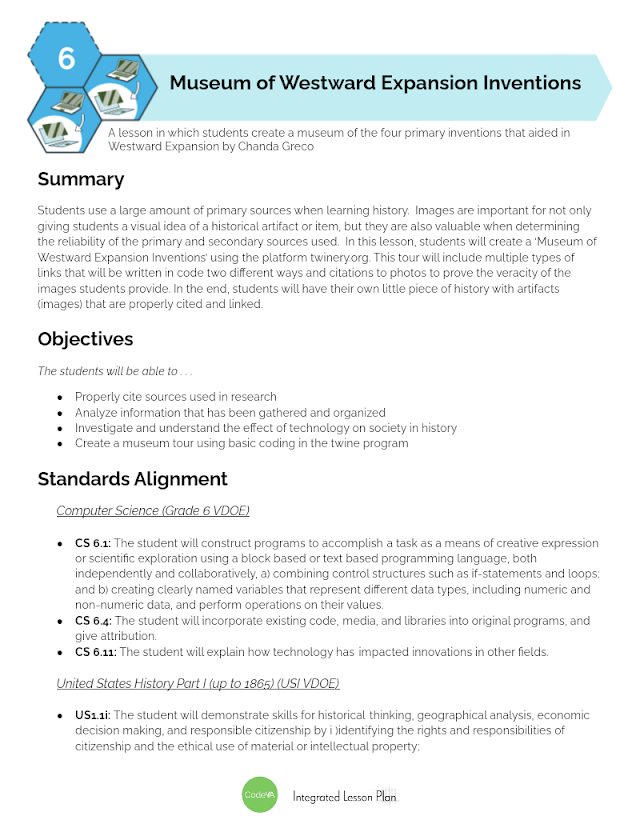 6
Museum of Westward Expansion Inventions
A lesson in which students create a museum of the four primary inventions that aided in
Westward Expansion by Chanda Greco
Summary
Students use a large amount of primary sources when learning history.  Images are important for not only
giving students a visual idea of a historical artifact or item, but they are also valuable when determining
the reliability of the primary and secondary sources used.  In this lesson, students will create a ‘Museum of
Westward Expansion Inventions’ using the platform twinery.org. This tour will include multiple types of
links that will be written in code two different ways and citations to photos to prove the veracity of the
images students provide. In the end, students will have their own little piece of history with artifacts
(images) that are properly cited and linked.
Objectives
The students will be able to . . .
● Properly cite sources used in research
● Analyze information that has been gathered and organized
● Investigate and understand the effect of technology on society in history
● Create a museum tour using basic coding in the twine program
Standards Alignment
Computer Science (Grade 6 VDOE)
● CS 6.1: The student will construct programs to accomplish a task as a means of creative expression
or scientific exploration using a block based or text based programming language, both
independently and collaboratively, a) combining control structures such as if-statements and loops;
and b) creating clearly named variables that represent different data types, including numeric and
non-numeric data, and perform operations on their values.
● CS 6.4: The student will incorporate existing code, media, and libraries into original programs, and
give attribution.
● CS 6.11: The student will explain how technology has impacted innovations in other fields.
United States History Part I (up to 1865) (USI VDOE)
● US1.1i: The student will demonstrate skills for historical thinking, geographical analysis, economic
decision making, and responsible citizenship by i )identifying the rights and responsibilities of
citizenship and the ethical use of material or intellectual property;
CodeVA
Integrated Lesson Plan